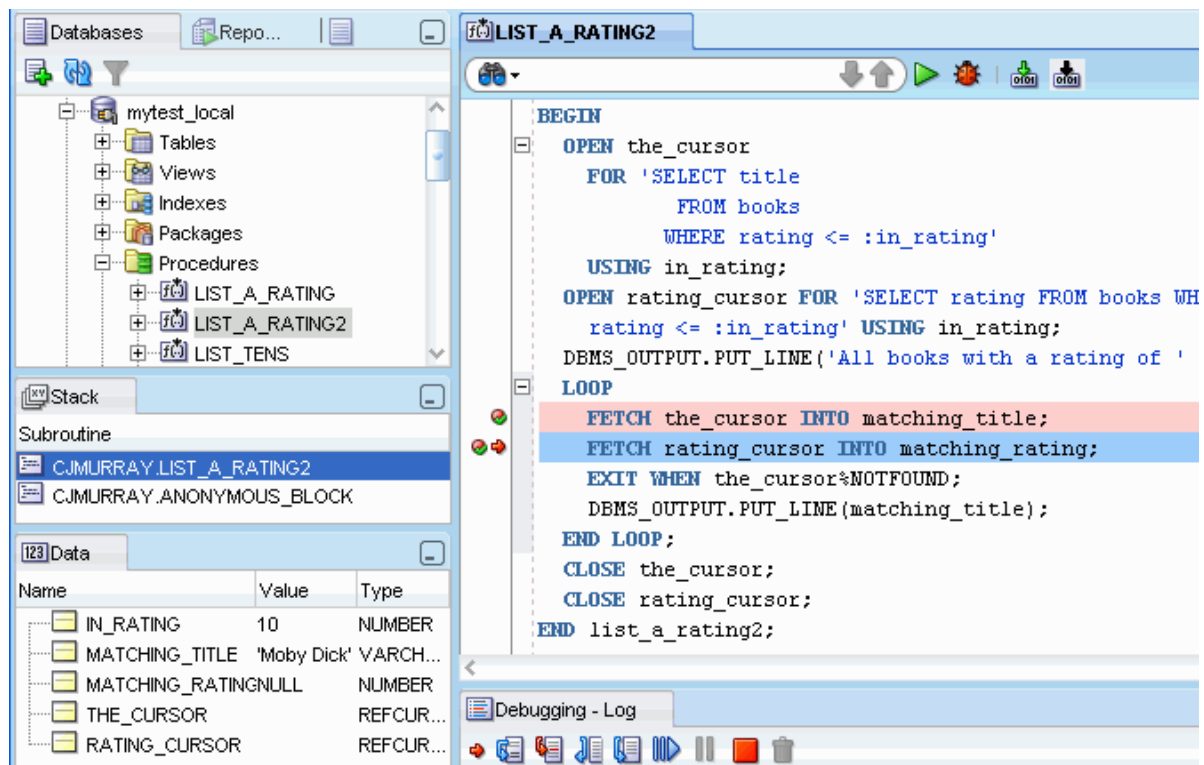 Databases
Repo...
mytest_local
Tables
Views
Indexes
Packages
Procedures
LIST_A_RATING
LIST_A_RATING2
LIST_TENS
Stack
Subroutine
CJMURRAY.LIST_A_RATING2
CJMURRAY.ANONYMOUS_BLOCK
Data
Name Value Type
IN_RATING 10 NUMBER
MATCHING_TITLE 'Moby Dick' VARCH...
MATCHING_RATING NULL NUMBER
THE_CURSOR REFCUR...
RATING_CURSOR REFCUR...
LIST_A_RATING2
BEGIN
OPEN the_cursor
FOR 'SELECT title
FROM books
WHERE rating <= :in_rating'
USING in_rating;
OPEN rating_cursor FOR 'SELECT rating FROM books WH
rating <= :in_rating' USING in_rating;
DBMS_OUTPUT.PUT_LINE('All books with a rating of '
LOOP
FETCH the_cursor INTO matching_title;
FETCH rating_cursor INTO matching_rating;
EXIT WHEN the_cursor%NOTFOUND;
DBMS_OUTPUT.PUT_LINE(matching_title);
END LOOP;
CLOSE the_cursor;
CLOSE rating_cursor;
END list_a_rating2;
Debugging - Log